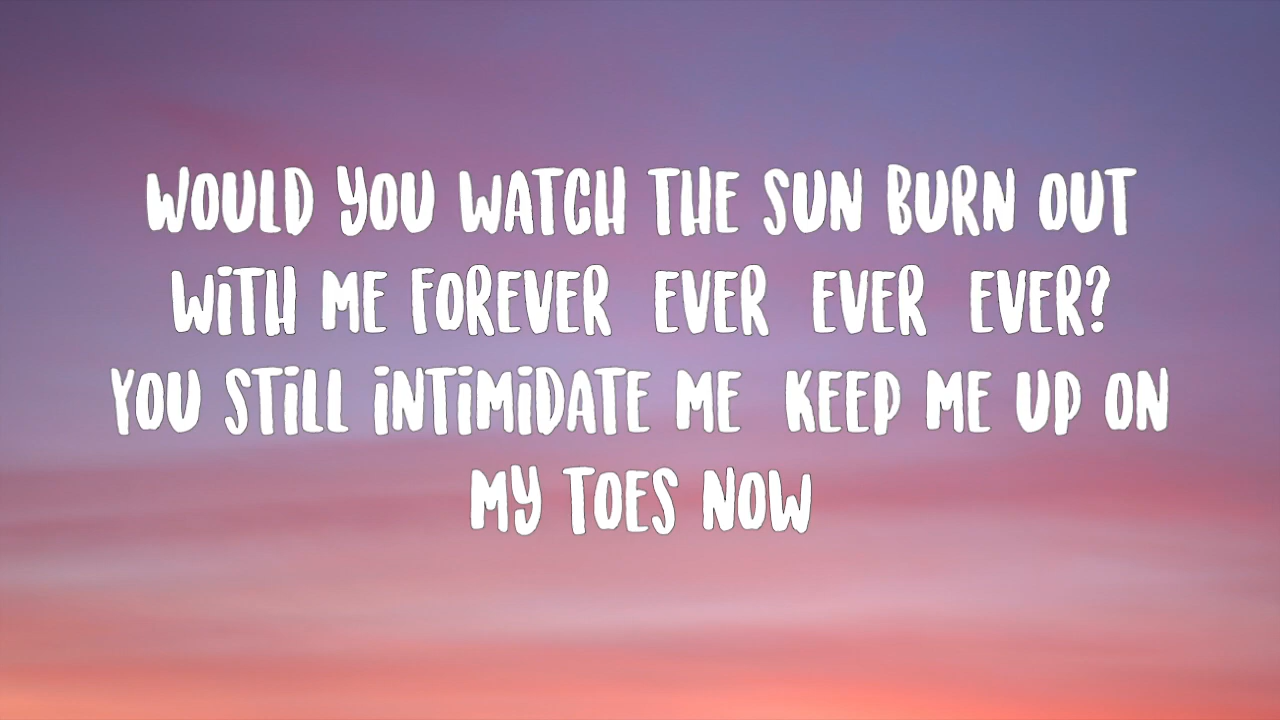 WOULD YOU WATCH THE SUN BURN OUT
WITH ME FOREVER EVER EVER EVER?
YOU STILL INTIMIDATE ME KEEP ME UP ON
MY TOES NOW